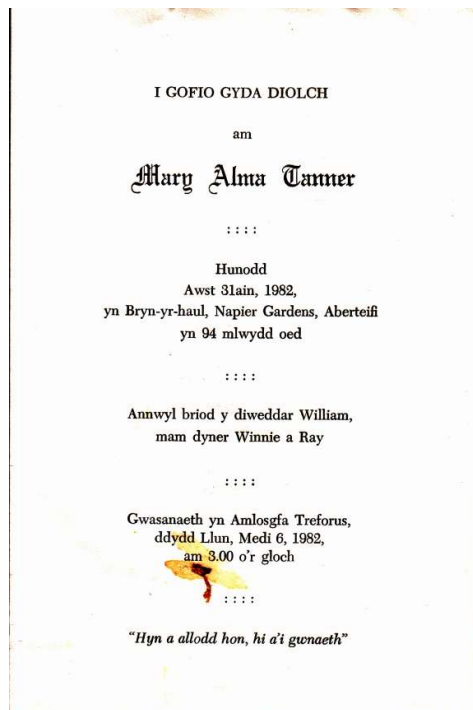 I GOFIO GYDA DIOLCH
am
Mary Alma Tanner
: : : :
Hunodd
Awst 31ain, 1982,
yn Bryn-yr-haul, Napier Gardens, Aberteifi
yn 94 mlwydd oed
: : : :
Annwyl briod y diweddar William,
mam dyner Winnie a Ray
: : : :
Gwasanaeth yn Amlosgfa Treforus,
ddydd Llun, Medi 6, 1982,
am 3.00 o'r gloch
: : : :
"Hyn a allodd hon, hi a'i gwnaeth"